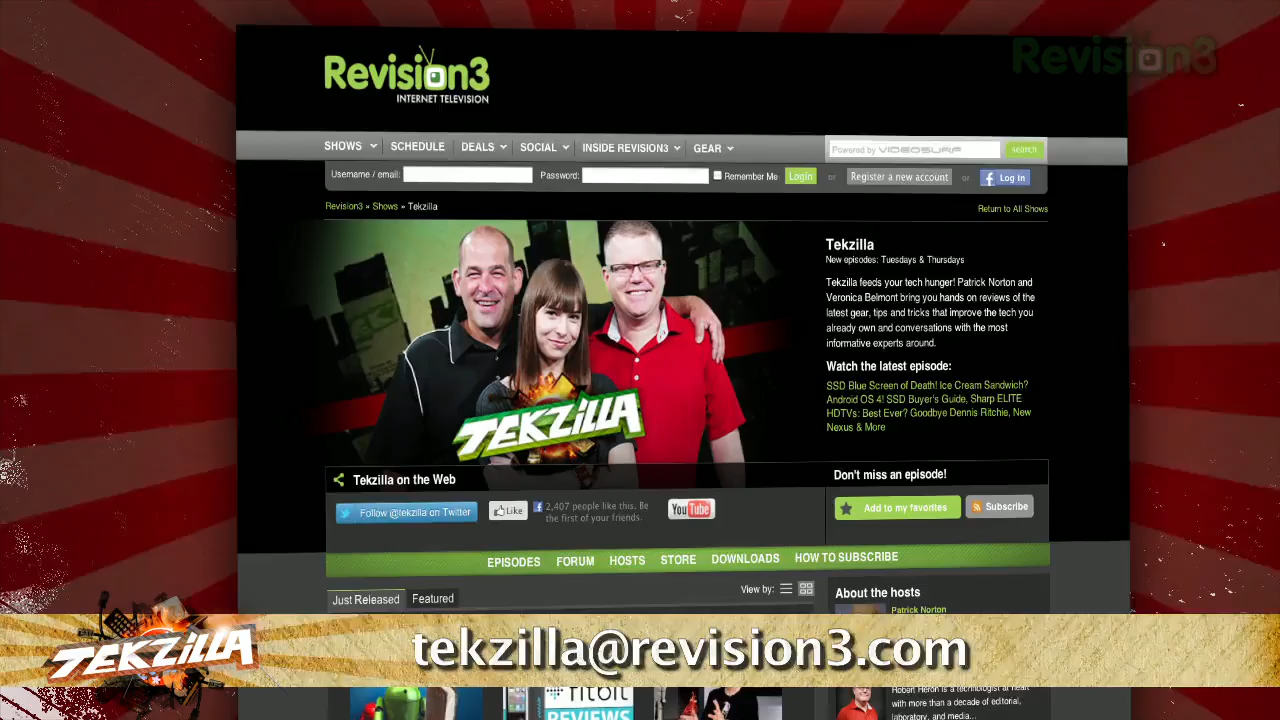 Revision3
INTERNET TELEVISION
Revision3
SHOWS
SCHEDULE
DEALS
SOCIAL
INSIDE REVISION3
GEAR
Powered by VIDEOSURF
search
Username / email:
Password:
Remember Me
Login
or
Register a new account
or
f Log in
Revision3 » Shows » Tekzilla
Return to All Shows
Tekzilla
New episodes: Tuesdays & Thursdays
Tekzilla feeds your tech hunger! Patrick Norton and
Veronica Belmont bring you hands on reviews of the
latest gear, tips and tricks that improve the tech you
already own and conversations with the most
informative experts around.
Watch the latest episode:
SSD Blue Screen of Death! Ice Cream Sandwich?
Android OS 4! SSD Buyer's Guide, Sharp ELITE
HDTVs: Best Ever? Goodbye Dennis Ritchie, New
Nexus & More
TEKZILLA
Tekzilla on the Web
Don't miss an episode!
Follow @tekzilla on Twitter
Like
f 2,407 people like this. Be
the first of your friends.
YouTube
Add to my favorites
Subscribe
EPISODES
FORUM
HOSTS
STORE
DOWNLOADS
HOW TO SUBSCRIBE
Just Released
Featured
View by:
About the hosts
Patrick Norton
TEKZILLA
tekzilla@revision3.com
fitbit
REVIEWS
Robert Heron is a technologist at heart
with more than a decade of editorial,
laboratory, and media...